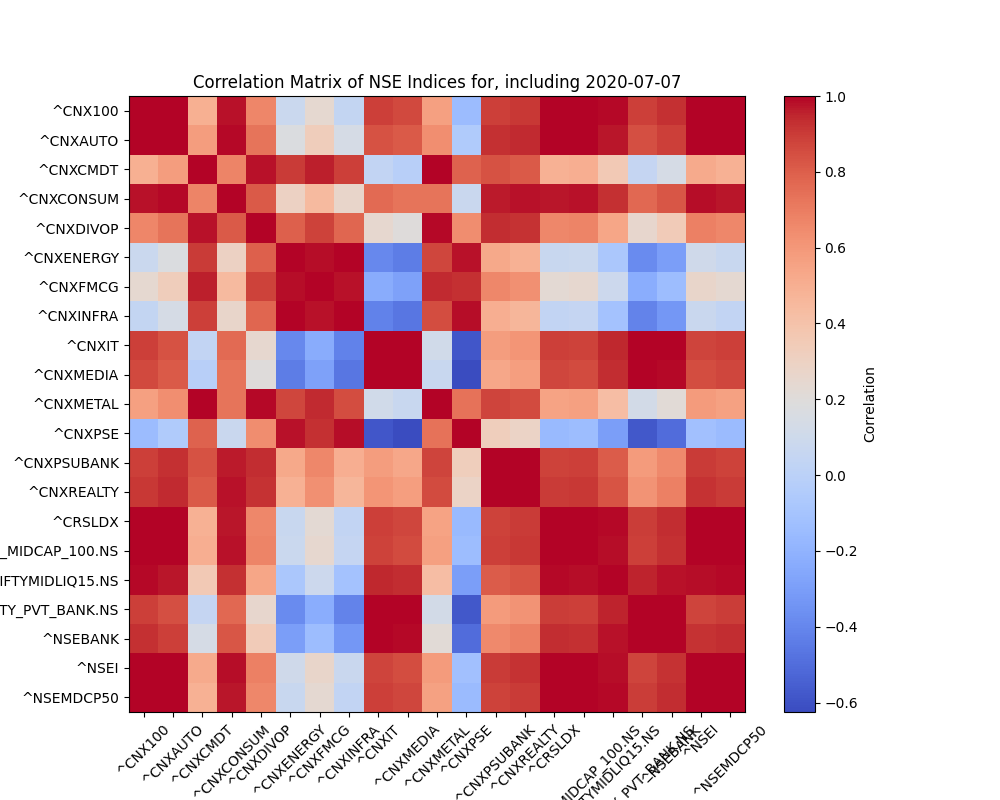 Correlation Matrix of NSE Indices for, including 2020-07-07
^CNX100
^CNXAUTO
^CNXCMDT
^CNXCONSUM
^CNXDIVOP
^CNXENERGY
^CNXFMCG
^CNXINFRA
^CNXIT
^CNXMEDIA
^CNXMETAL
^CNXPSE
^CNXPSUBANK
^CNXREALTY
^CRSLDX
_MIDCAP_100.NS
IFTYMIDLIQ15.NS
TY_PVT_BANK.NS
^NSEBANK
^NSEI
^NSEMDCP50
^CNX100
^CNXAUTO
^CNXCMDT
^CNXCONSUM
^CNXDIVOP
^CNXENERGY
^CNXFMCG
^CNXINFRA
^CNXIT
^CNXMEDIA
^CNXMETAL
^CNXPSE
^CNXPSUBANK
^CNXREALTY
^CRSLDX
MIDCAP_100.NS
TYMIDLIQ15.NS
_PVT_BANK.NS
^NSEBANK
^NSEI
^NSEMDCP50
1.0
0.8
0.6
0.4
0.2
0.0
−0.2
−0.4
−0.6
Correlation